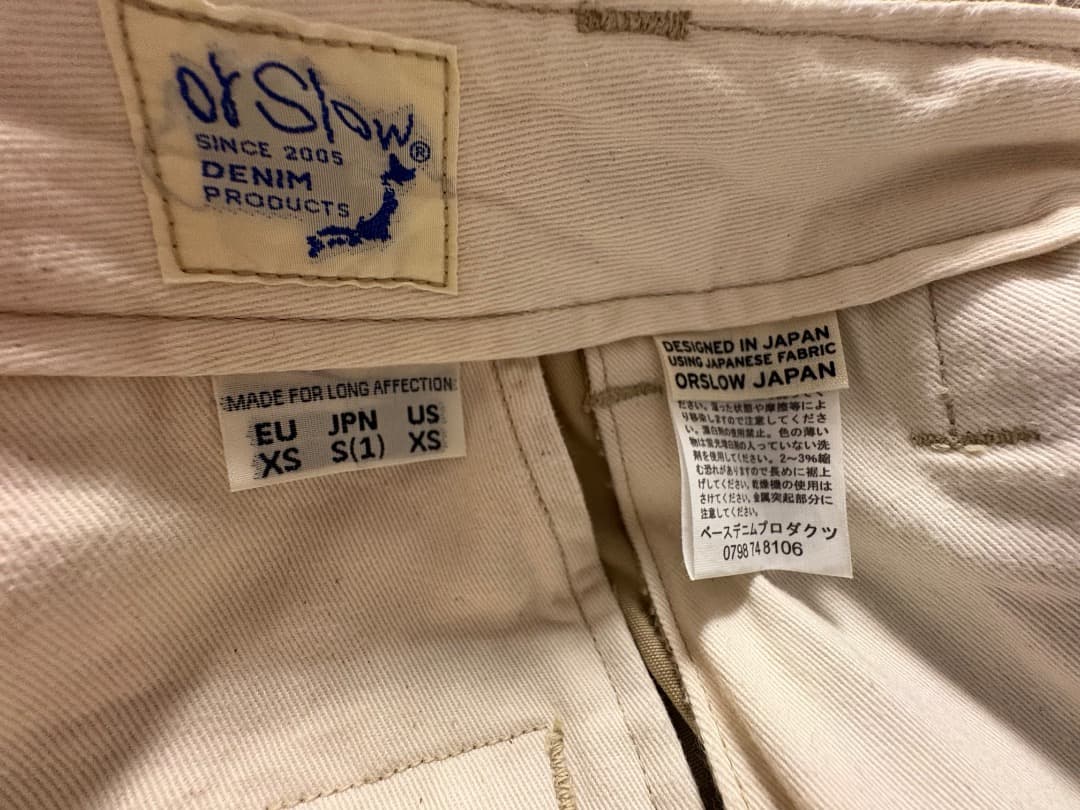 or Slow®
SINCE 2005
DENIM
PRODUCTS
MADE FOR LONG AFFECTION
EU JPN US
XS S(1) XS
DESIGNED IN JAPAN
USING JAPANESE FABRIC
ORSLOW JAPAN
ださい。湿った状態や摩擦等によ
り移染しますので注意してくださ
い。漂白剤の使用禁止。色の薄い
物は蛍光増白剤の入っていない洗
剤を使用してください。2〜3%縮
む恐れがありますので長めに裾上
げしてください。乾燥機の使用は
さけてください。金属突起部分に
注意してください。
ベースデニムプロダクツ
0798 74 8106